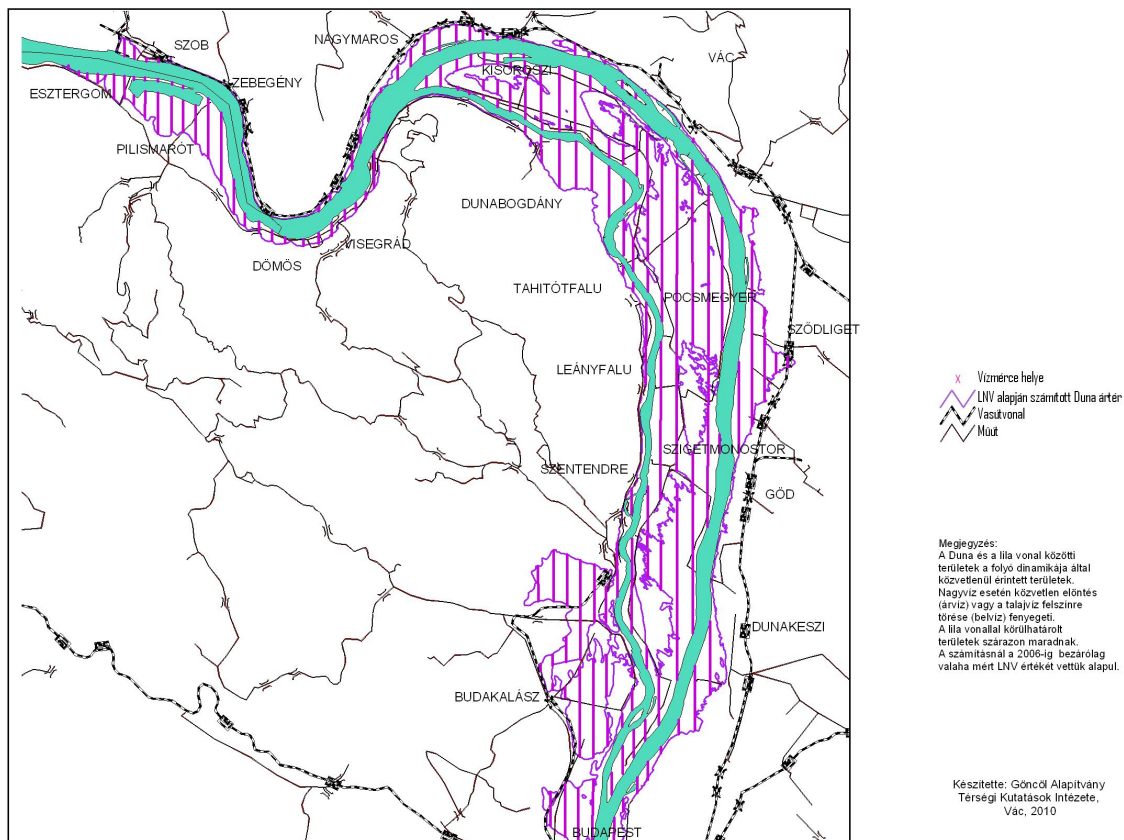 SZOB
NAGYMAROS
VÁC
KISOROSZI
ZEBEGÉNY
ESZTERGOM
PILISMARÓT
DUNABOGDÁNY
VISEGRÁD
DÖMÖS
TAHITÓTFALU
POCSMEGYER
SZŐDLIGET
LEÁNYFALU
SZIGETMONOSTOR
SZENTENDRE
GÖD
DUNAKESZI
BUDAKALÁSZ
BUDAPEST
Vízmérce helye
LNV alapján számított Duna ártér
Vasútvonal
Műút
Megjegyzés:
A Duna és a lila vonal közötti
területek a folyó dinamikája által
közvetlenül érintett területek.
Nagyvíz esetén közvetlen elöntés
(árvíz) vagy a talajvíz felszínre
törése (belvíz) fenyegeti.
A lila vonallal körülhatárolt
területek szárazon maradnak.
A számításnál a 2006-ig bezárólag
valaha mért LNV értékét vettük alapul.
Készítette: Göncöl Alapítvány
Térségi Kutatások Intézete,
Vác, 2010